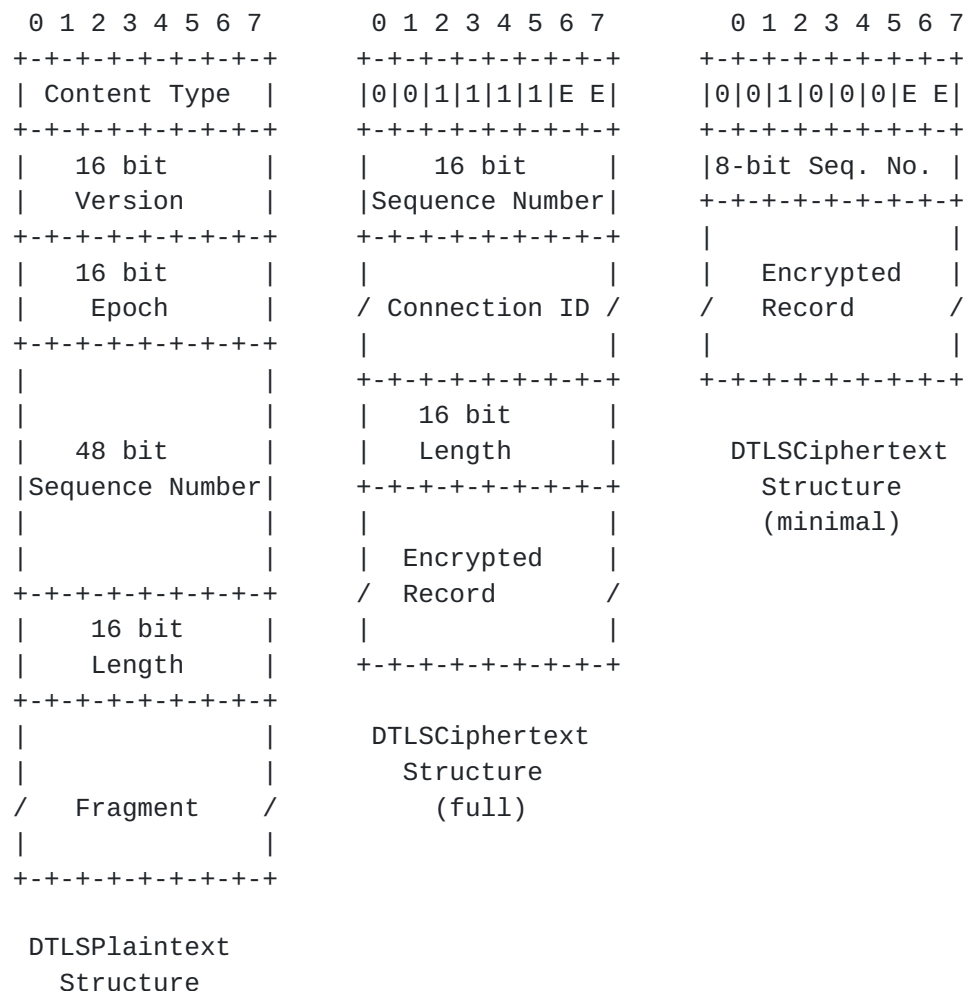 0 1 2 3 4 5 6 7      0 1 2 3 4 5 6 7       0 1 2 3 4 5 6 7
+-+-+-+-+-+-+-+-+    +-+-+-+-+-+-+-+-+     +-+-+-+-+-+-+-+-+
| Content Type  |    |0|0|1|1|1|1|E E|     |0|0|1|0|0|0|E E|
+-+-+-+-+-+-+-+-+    +-+-+-+-+-+-+-+-+     +-+-+-+-+-+-+-+-+
|   16 bit      |    |    16 bit     |     |8-bit Seq. No. |
|   Version     |    |Sequence Number|     +-+-+-+-+-+-+-+-+
+-+-+-+-+-+-+-+-+    +-+-+-+-+-+-+-+-+     |               |
|   16 bit      |    |               |     |   Encrypted   |
|    Epoch      |    / Connection ID /     /   Record      /
+-+-+-+-+-+-+-+-+    |               |     |               |
|               |    +-+-+-+-+-+-+-+-+     +-+-+-+-+-+-+-+-+
|               |    |   16 bit      |
|   48 bit      |    |   Length      |       DTLSCiphertext
|Sequence Number|    +-+-+-+-+-+-+-+-+         Structure
|               |    |               |         (minimal)
|               |    |  Encrypted    |
+-+-+-+-+-+-+-+-+    /  Record       /
|    16 bit     |    |               |
|    Length     |    +-+-+-+-+-+-+-+-+
+-+-+-+-+-+-+-+-+
|               |     DTLSCiphertext
|               |       Structure
/   Fragment    /         (full)
|               |
+-+-+-+-+-+-+-+-+

 DTLSPlaintext
   Structure